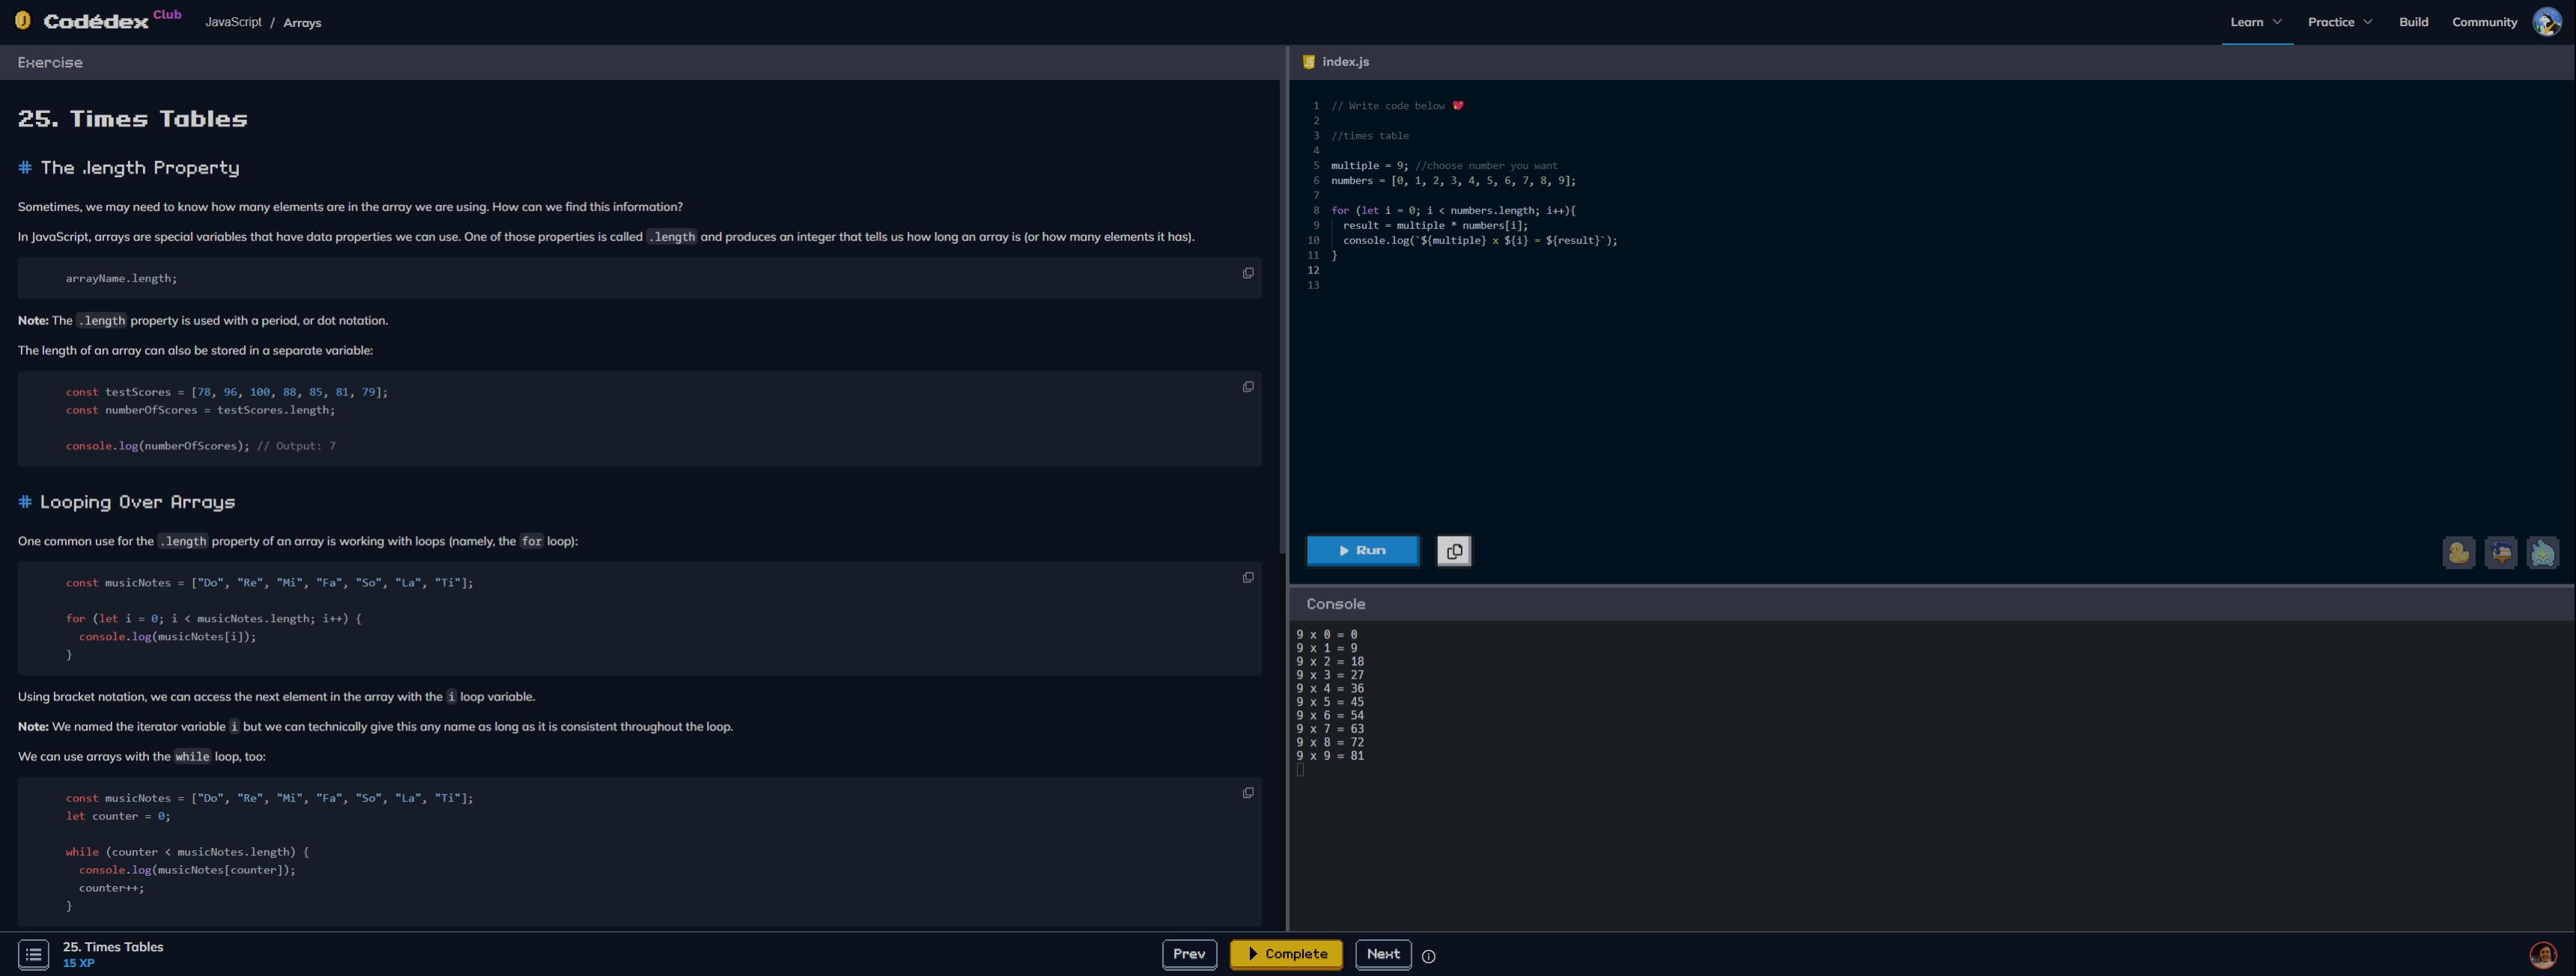 Codédex Club JavaScript / Arrays
Learn Practice Build Community
Exercise
25. Times Tables
# The .length Property
Sometimes, we may need to know how many elements are in the array we are using. How can we find this information?
In JavaScript, arrays are special variables that have data properties we can use. One of those properties is called .length and produces an integer that tells us how long an array is (or how many elements it has).
arrayName.length;
Note: The .length property is used with a period, or dot notation.
The length of an array can also be stored in a separate variable:
const testScores = [78, 96, 100, 88, 85, 81, 79];
const numberOfScores = testScores.length;
console.log(numberOfScores); // Output: 7
# Looping Over Arrays
One common use for the .length property of an array is working with loops (namely, the for loop):
const musicNotes = ["Do", "Re", "Mi", "Fa", "So", "La", "Ti"];
for (let i = 0; i < musicNotes.length; i++) {
console.log(musicNotes[i]);
}
Using bracket notation, we can access the next element in the array with the i loop variable.
Note: We named the iterator variable i but we can technically give this any name as long as it is consistent throughout the loop.
We can use arrays with the while loop, too:
const musicNotes = ["Do", "Re", "Mi", "Fa", "So", "La", "Ti"];
let counter = 0;
while (counter < musicNotes.length) {
console.log(musicNotes[counter]);
counter++;
}
index.js
1 // Write code below 💖
2
3 //times table
4
5 multiple = 9; //choose number you want
6 numbers = [0, 1, 2, 3, 4, 5, 6, 7, 8, 9];
7
8 for (let i = 0; i < numbers.length; i++){
9 result = multiple * numbers[i];
10 console.log(`${multiple} x ${i} = ${result}`);
11 }
12
13
Run
Console
9 x 0 = 0
9 x 1 = 9
9 x 2 = 18
9 x 3 = 27
9 x 4 = 36
9 x 5 = 45
9 x 6 = 54
9 x 7 = 63
9 x 8 = 72
9 x 9 = 81
25. Times Tables
15 XP
Prev Complete Next